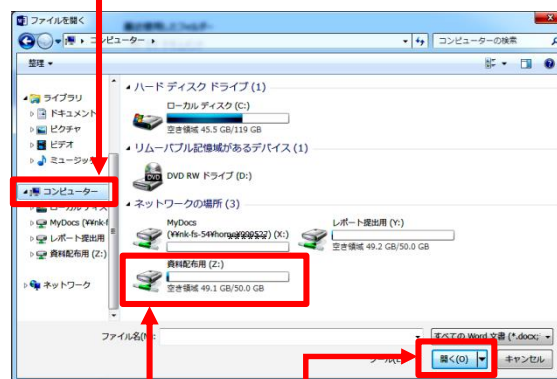 ファイルを開く
コンピューター
コンピューターの検索
整理
ハード ディスク ドライブ (1)
ライブラリ
ローカル ディスク (C:)
ドキュメント
空き領域 45.5 GB/119 GB
ピクチャ
ビデオ
リムーバブル記憶域があるデバイス (1)
ミュージック
DVD RW ドライブ (D:)
コンピューター
ネットワークの場所 (3)
MyDocs
レポート提出用 (Y:)
MyDocs (¥¥nk-f
空き領域 49.2 GB/50.0 GB
レポート提出用
資料配布用 (Z:)
資料配布用 (Z:)
空き領域 49.1 GB/50.0 GB
ネットワーク
ファイル名(N):
すべての Word 文書 (*.docx;
開く(O)
キャンセル